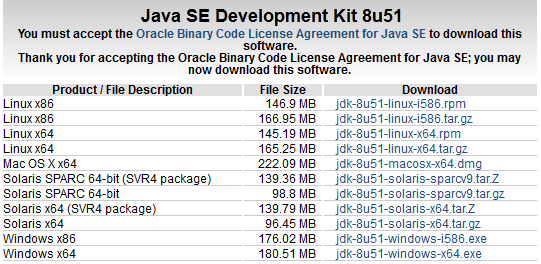 Java SE Development Kit 8u51
You must accept the Oracle Binary Code License Agreement for Java SE to download this
software.
Thank you for accepting the Oracle Binary Code License Agreement for Java SE; you may
now download this software.
Product / File Description File Size Download
Linux x86 146.9 MB jdk-8u51-linux-i586.rpm
Linux x86 166.95 MB jdk-8u51-linux-i586.tar.gz
Linux x64 145.19 MB jdk-8u51-linux-x64.rpm
Linux x64 165.25 MB jdk-8u51-linux-x64.tar.gz
Mac OS X x64 222.09 MB jdk-8u51-macosx-x64.dmg
Solaris SPARC 64-bit (SVR4 package) 139.36 MB jdk-8u51-solaris-sparcv9.tar.Z
Solaris SPARC 64-bit 98.8 MB jdk-8u51-solaris-sparcv9.tar.gz
Solaris x64 (SVR4 package) 139.79 MB jdk-8u51-solaris-x64.tar.Z
Solaris x64 96.45 MB jdk-8u51-solaris-x64.tar.gz
Windows x86 176.02 MB jdk-8u51-windows-i586.exe
Windows x64 180.51 MB jdk-8u51-windows-x64.exe